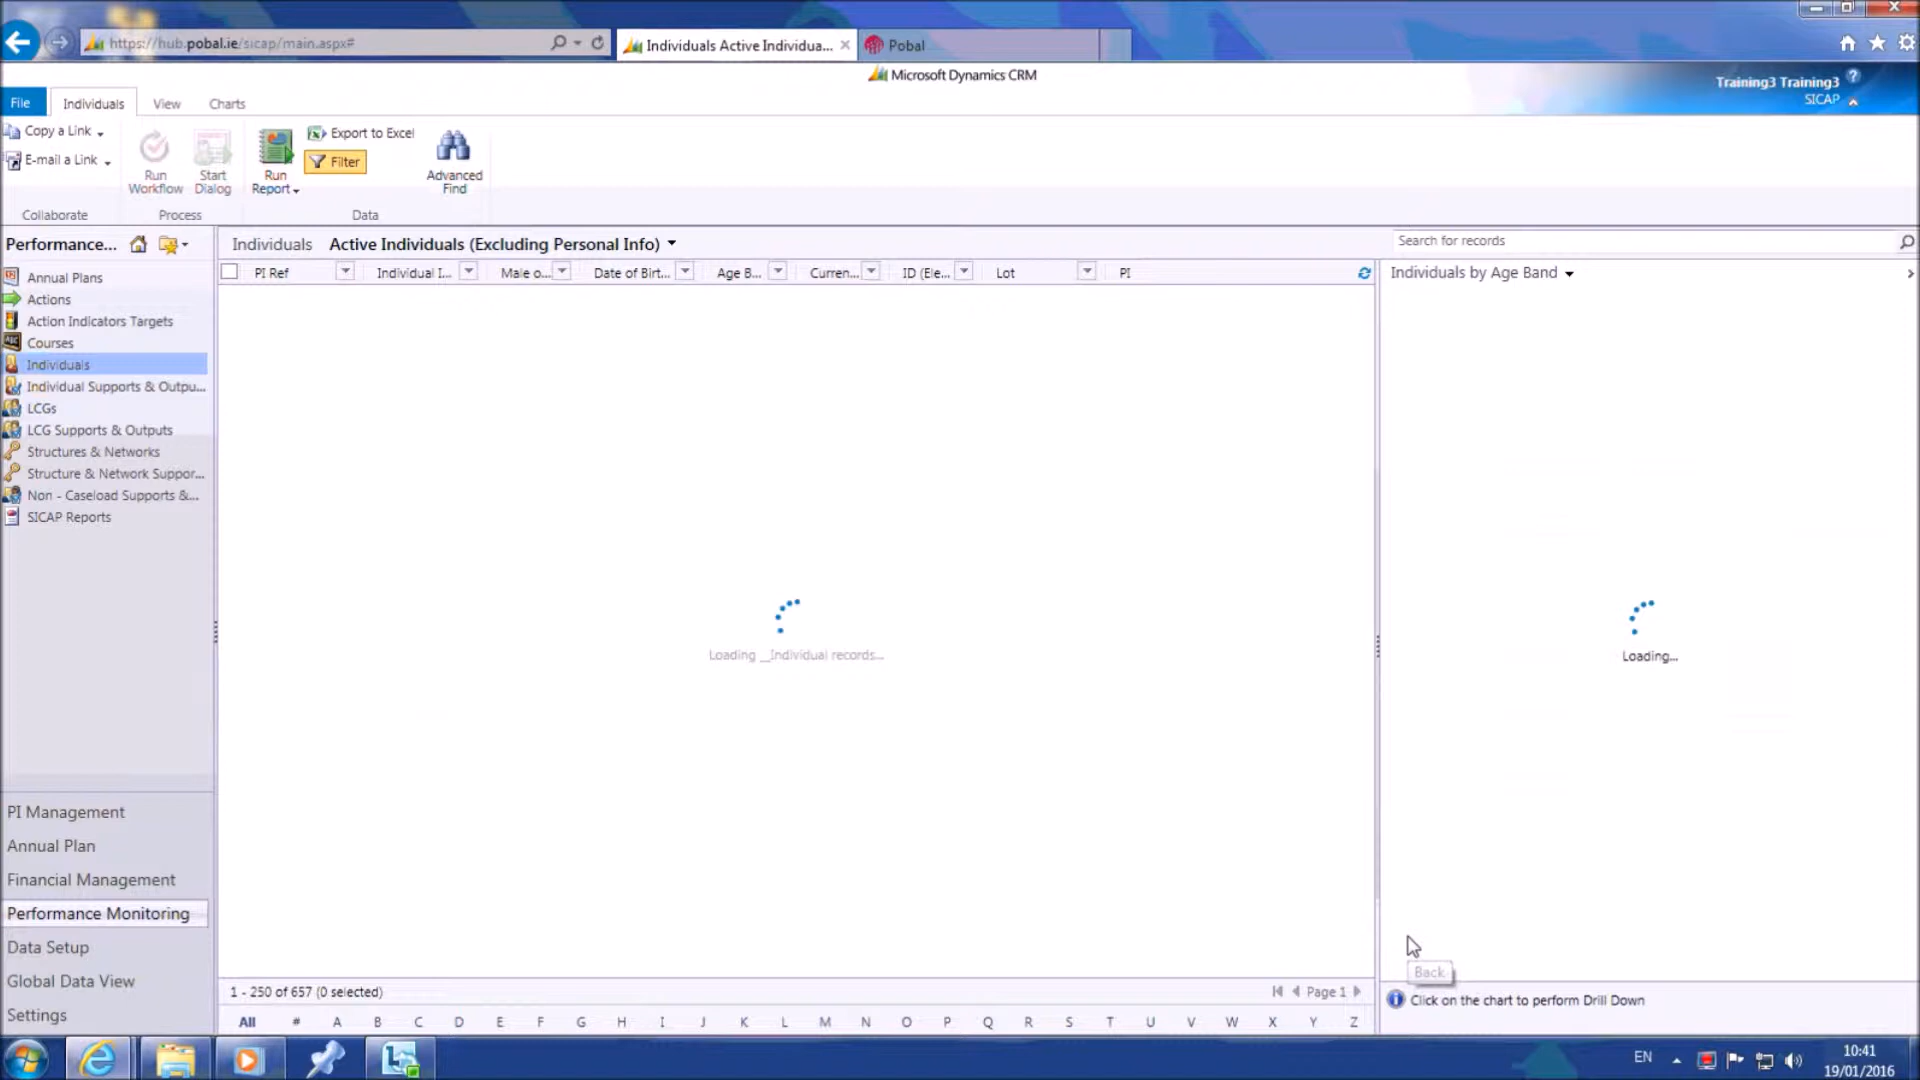 https://hub.pobal.ie/sicap/main.aspx#
Individuals Active Individua...
Pobal
Microsoft Dynamics CRM
Training3 Training3
SICAP
File
Individuals
View
Charts
Copy a Link
E-mail a Link
Run Workflow
Start Dialog
Run Report
Export to Excel
Filter
Advanced Find
Collaborate
Process
Data
Performance...
Individuals
Active Individuals (Excluding Personal Info)
Search for records
PI Ref
Individual I...
Male o...
Date of Birt...
Age B...
Curren...
ID (Ele...
Lot
PI
Individuals by Age Band
Annual Plans
Actions
Action Indicators Targets
Courses
Individuals
Individual Supports & Outpu...
LCGs
LCG Supports & Outputs
Structures & Networks
Structure & Network Suppor...
Non - Caseload Supports &...
SICAP Reports
Loading __Individual records...
Loading...
PI Management
Annual Plan
Financial Management
Performance Monitoring
Data Setup
Global Data View
Settings
Back
1 - 250 of 657 (0 selected)
Page 1
Click on the chart to perform Drill Down
All # A B C D E F G H I J K L M N O P Q R S T U V W X Y Z
EN
10:41
19/01/2016